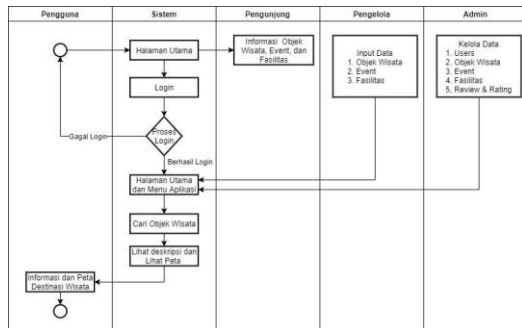 Pengguna
Sistem
Pengunjung
Pengelola
Admin
Halaman Utama
Informasi Objek
Wisata, Event, dan
Fasilitas
Input Data
1. Objek Wisata
2. Event
3. Fasilitas
Kelola Data
1. Users
2. Objek Wisata
3. Event
4. Fasilitas
5, Review & Rating
Login
Gagal Login
Proses
Login
Berhasil Login
Halaman Utama
dan Menu Aplikasi
Cari Objek Wisata
Lihat deskripsi dan
Lihat Peta
Informasi dan Peta
Destinasi Wisata